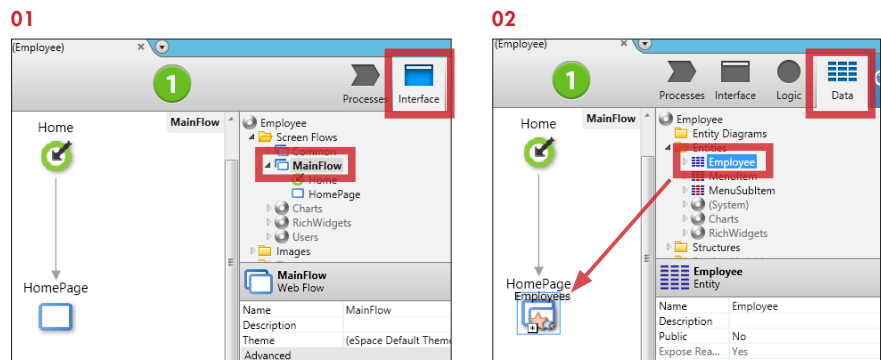 01
(Employee)
1
Processes
Interface
Home
MainFlow
HomePage
Employee
Screen Flows
Common
MainFlow
Home
HomePage
Charts
RichWidgets
Users
Images
MainFlow
Web Flow
Name MainFlow
Description
Theme (eSpace Default Them
Advanced
02
(Employee)
1
Processes
Interface
Logic
Data
Home
MainFlow
HomePage
Employees
Employee
Entity Diagrams
Entities
Employee
MenuItem
MenuSubItem
(System)
Charts
RichWidgets
Structures
Employee
Entity
Name Employee
Description
Public No
Expose Rea... Yes